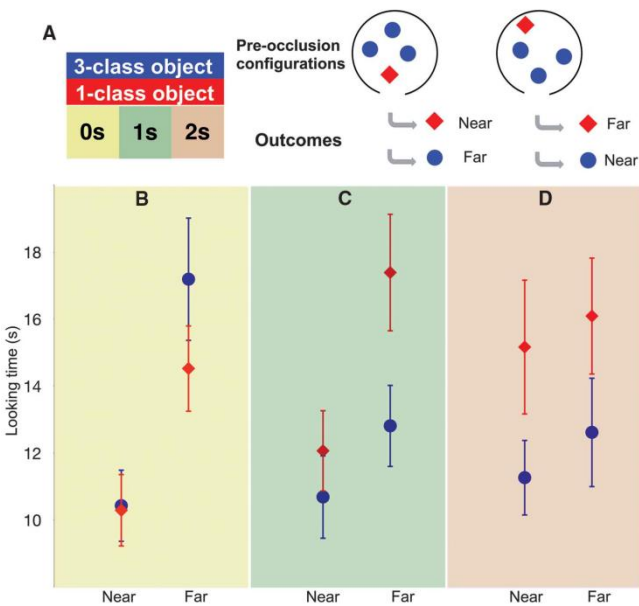 A
3-class object
1-class object
0s 1s 2s
Pre-occlusion
configurations
Outcomes
Near
Far
Far
Near
B C D
Looking time (s)
18
16
14
12
10
Near Far Near Far Near Far